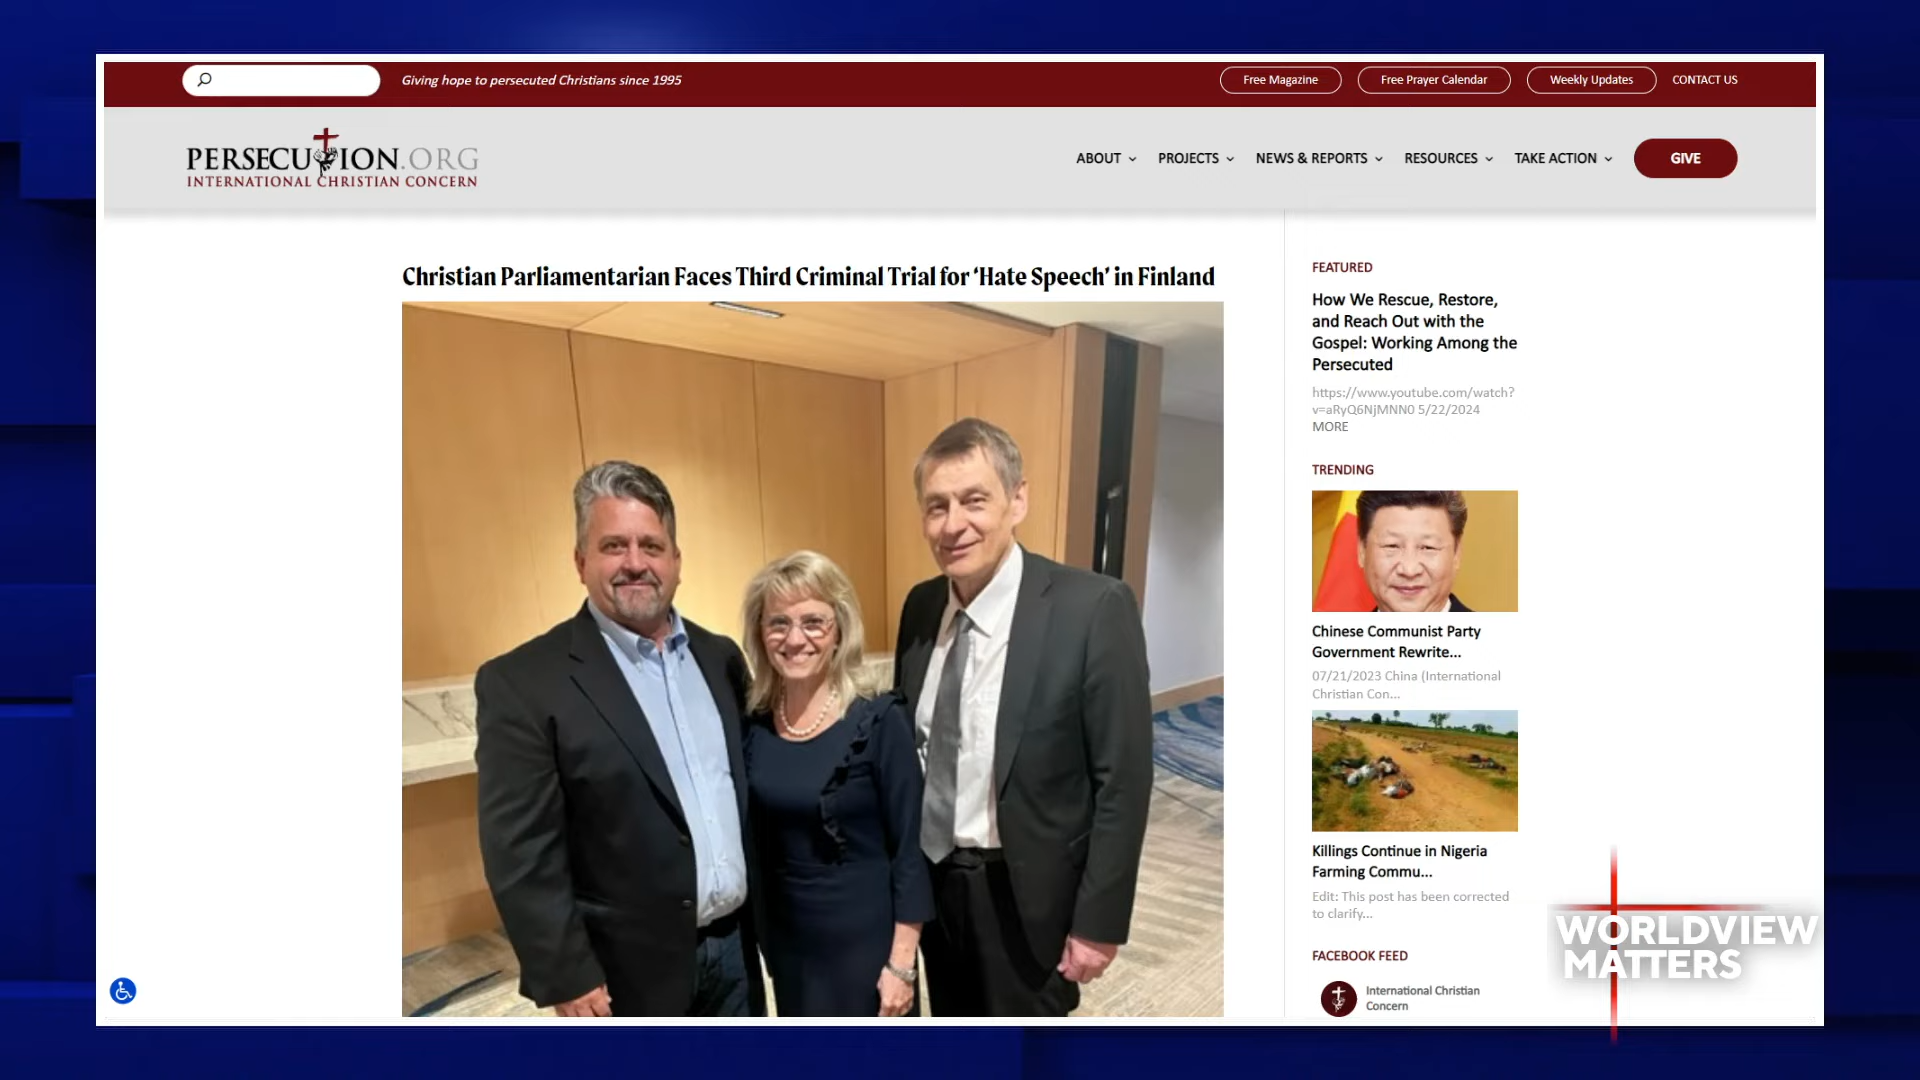 Giving hope to persecuted Christians since 1995
Free Magazine
Free Prayer Calendar
Weekly Updates
CONTACT US
PERSECUTION.ORG
INTERNATIONAL CHRISTIAN CONCERN
ABOUT
PROJECTS
NEWS & REPORTS
RESOURCES
TAKE ACTION
GIVE
Christian Parliamentarian Faces Third Criminal Trial for ‘Hate Speech’ in Finland
FEATURED
How We Rescue, Restore,
and Reach Out with the
Gospel: Working Among the
Persecuted
https://www.youtube.com/watch?
v=aRyQ6NjMNN0 5/22/2024
MORE
TRENDING
Chinese Communist Party
Government Rewrite...
07/21/2023 China (International
Christian Con...
Killings Continue in Nigeria
Farming Commu...
Edit: This post has been corrected
to clarify...
FACEBOOK FEED
International Christian
Concern
WORLDVIEW
MATTERS